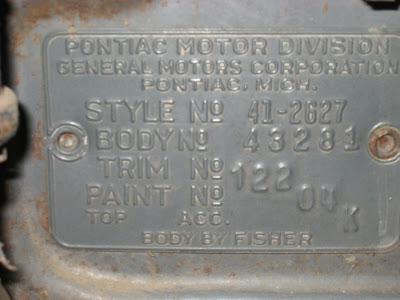 PONTIAC MOTOR DIVISION
GENERAL MOTORS CORPORATION
PONTIAC, MICH.
STYLE No 41-2627
BODY No 43281
TRIM No 122
PAINT No 04 K
TOP ACC.
BODY BY FISHER